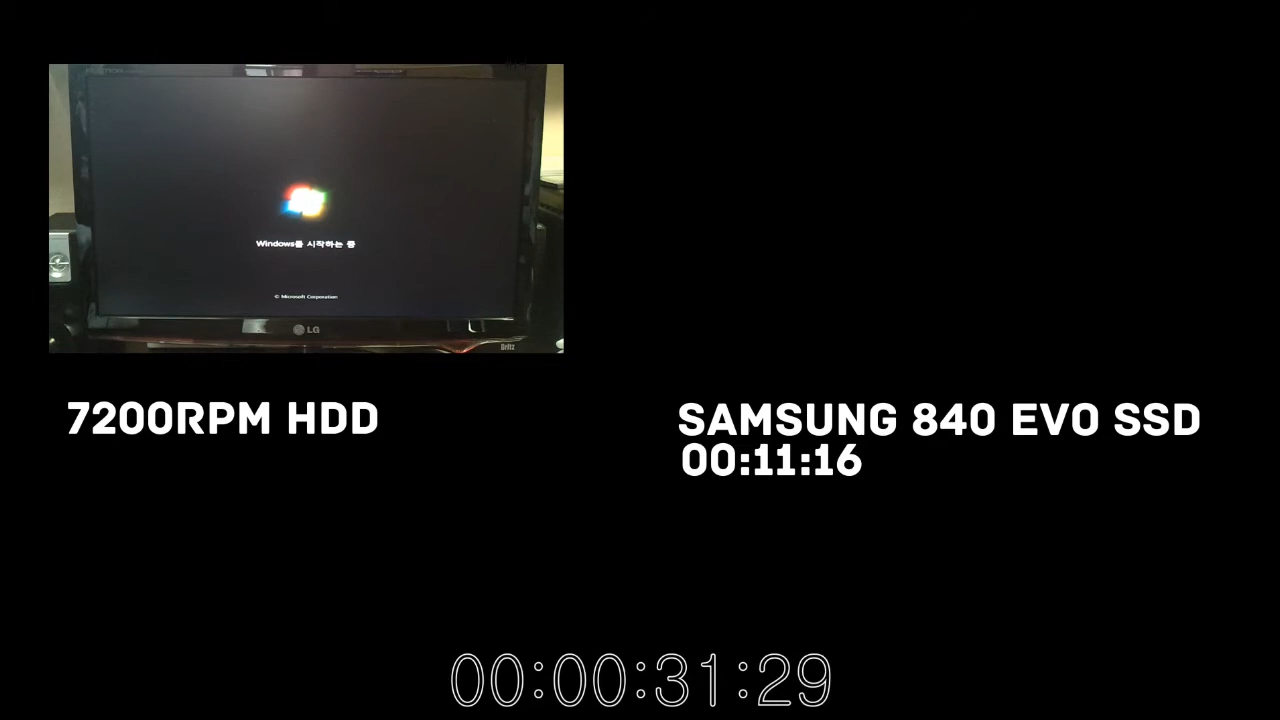 Windows를 시작하는 중
© Microsoft Corporation
LG
Britz
7200RPM HDD
SAMSUNG 840 EVO SSD
00:11:16
00:00:31:29